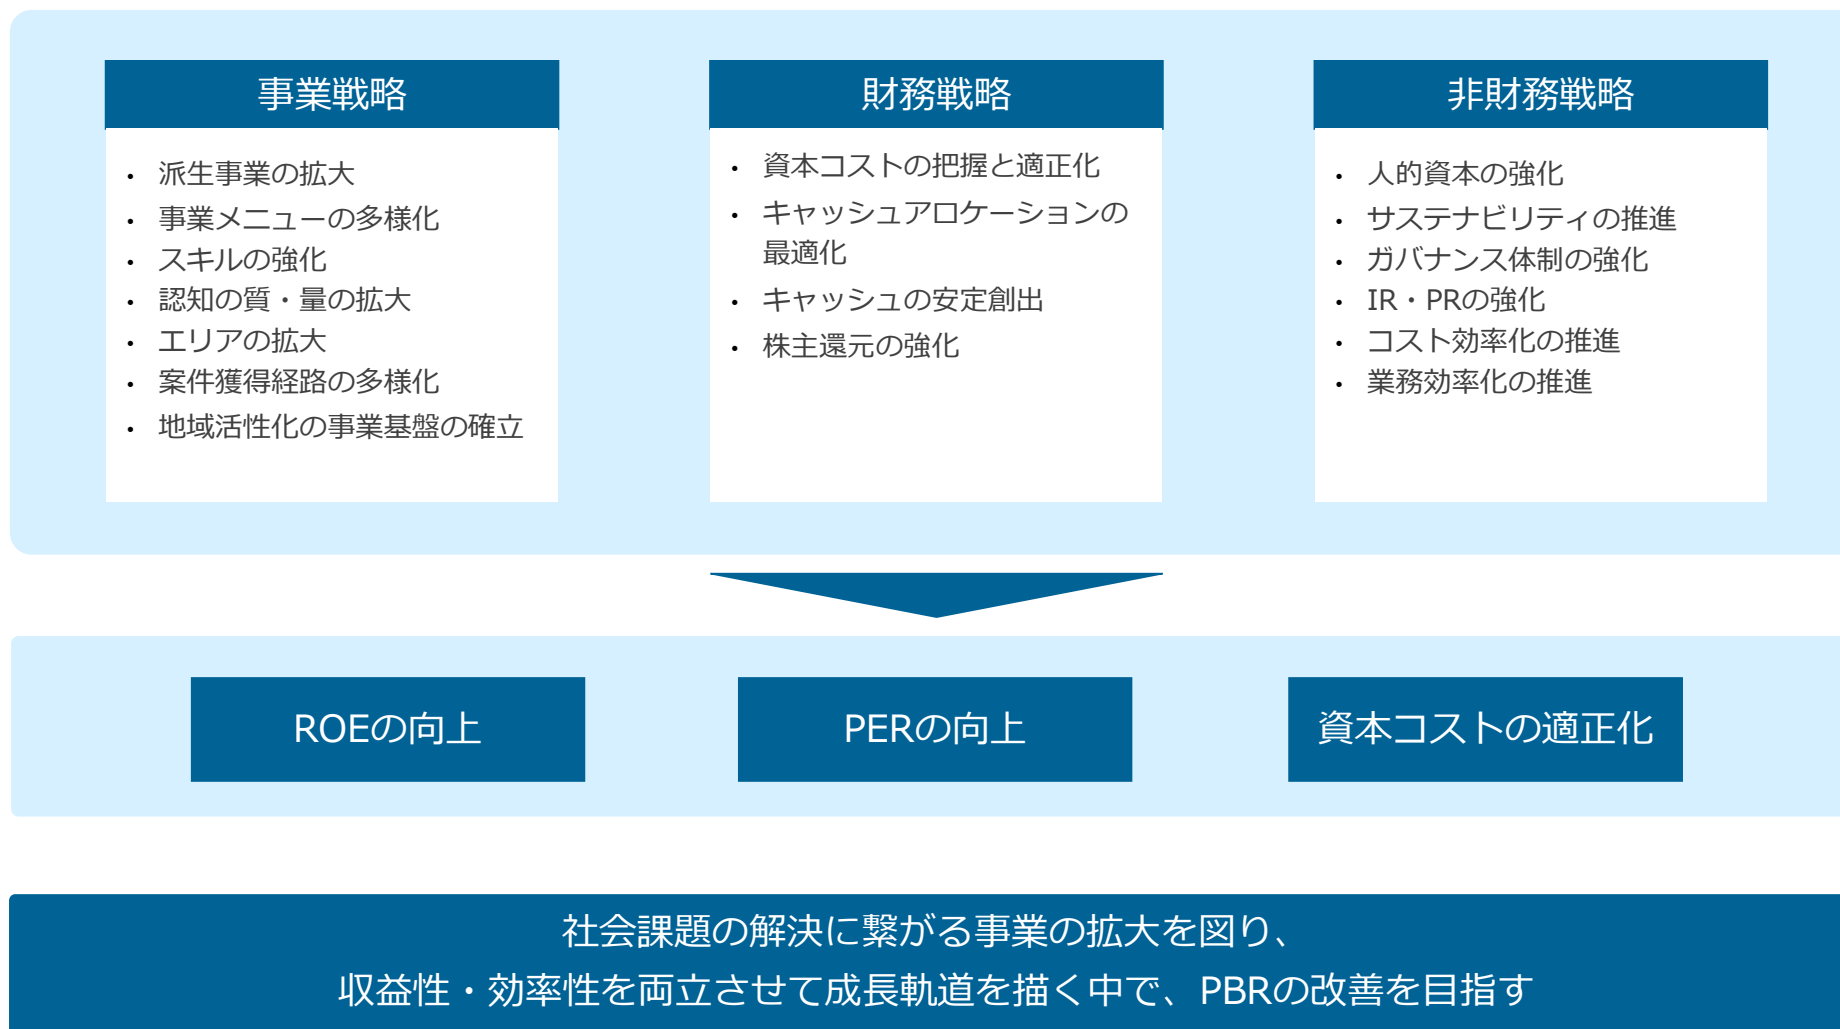 事業戦略
・ 派生事業の拡大
・ 事業メニューの多様化
・ スキルの強化
・ 認知の質・量の拡大
・ エリアの拡大
・ 案件獲得経路の多様化
・ 地域活性化の事業基盤の確立
財務戦略
・ 資本コストの把握と適正化
・ キャッシュアロケーションの
最適化
・ キャッシュの安定創出
・ 株主還元の強化
非財務戦略
・ 人的資本の強化
・ サステナビリティの推進
・ ガバナンス体制の強化
・ IR・PRの強化
・ コスト効率化の推進
・ 業務効率化の推進
ROEの向上
PERの向上
資本コストの適正化
社会課題の解決に繋がる事業の拡大を図り、
収益性・効率性を両立させて成長軌道を描く中で、PBRの改善を目指す